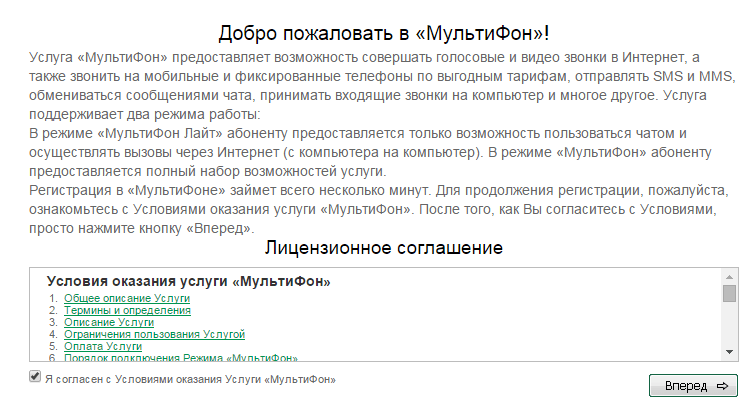 Добро пожаловать в «МультиФон»!
Услуга «МультиФон» предоставляет возможность совершать голосовые и видео звонки в Интернет, а
также звонить на мобильные и фиксированные телефоны по выгодным тарифам, отправлять SMS и MMS,
обмениваться сообщениями чата, принимать входящие звонки на компьютер и многое другое. Услуга
поддерживает два режима работы:
В режиме «МультиФон Лайт» абоненту предоставляется только возможность пользоваться чатом и
осуществлять вызовы через Интернет (с компьютера на компьютер). В режиме «МультиФон» абоненту
предоставляется полный набор возможностей услуги.
Регистрация в «МультиФоне» займет всего несколько минут. Для продолжения регистрации, пожалуйста,
ознакомьтесь с Условиями оказания услуги «МультиФон». После того, как Вы согласитесь с Условиями,
просто нажмите кнопку «Вперед».
Лицензионное соглашение
Условия оказания услуги «МультиФон»
1. Общее описание Услуги
2. Термины и определения
3. Описание Услуги
4. Ограничения пользования Услугой
5. Оплата Услуги
6. Порядок подключения Режима «МультиФон»
Я согласен с Условиями оказания Услуги «МультиФон»
Вперед